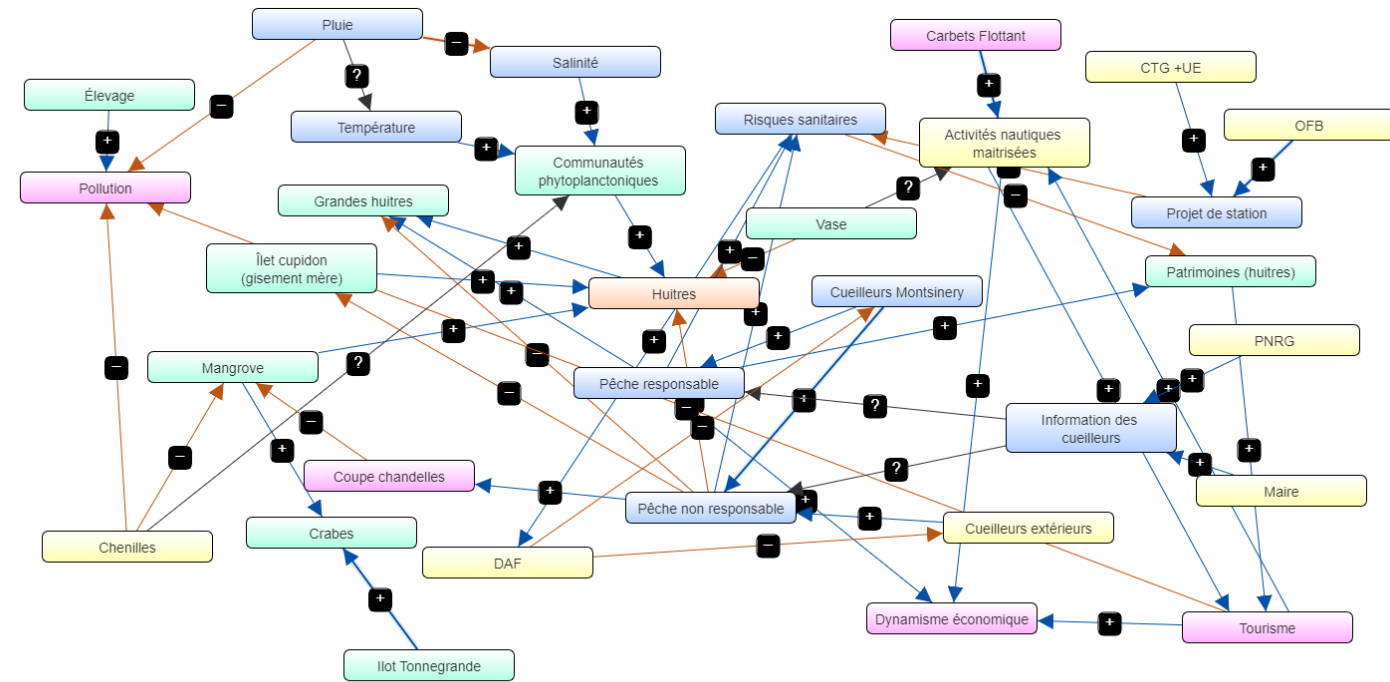 Pluie
Carbets Flottant
Salinité
CTG +UE
Élevage
?
Température
Risques sanitaires
Activités nautiques
maitrisées
OFB
Communautés
phytoplanctoniques
Pollution
Grandes huitres
Vase
?
Projet de station
Îlet cupidon
(gisement mère)
Huitres
Cueilleurs Montsinery
Patrimoines (huitres)
PNRG
Mangrove
?
Pêche responsable
?
Information des
cueilleurs
Coupe chandelles
?
Maire
Pêche non responsable
Crabes
Cueilleurs extérieurs
Chenilles
DAF
Dynamisme économique
Tourisme
Ilot Tonnegrande